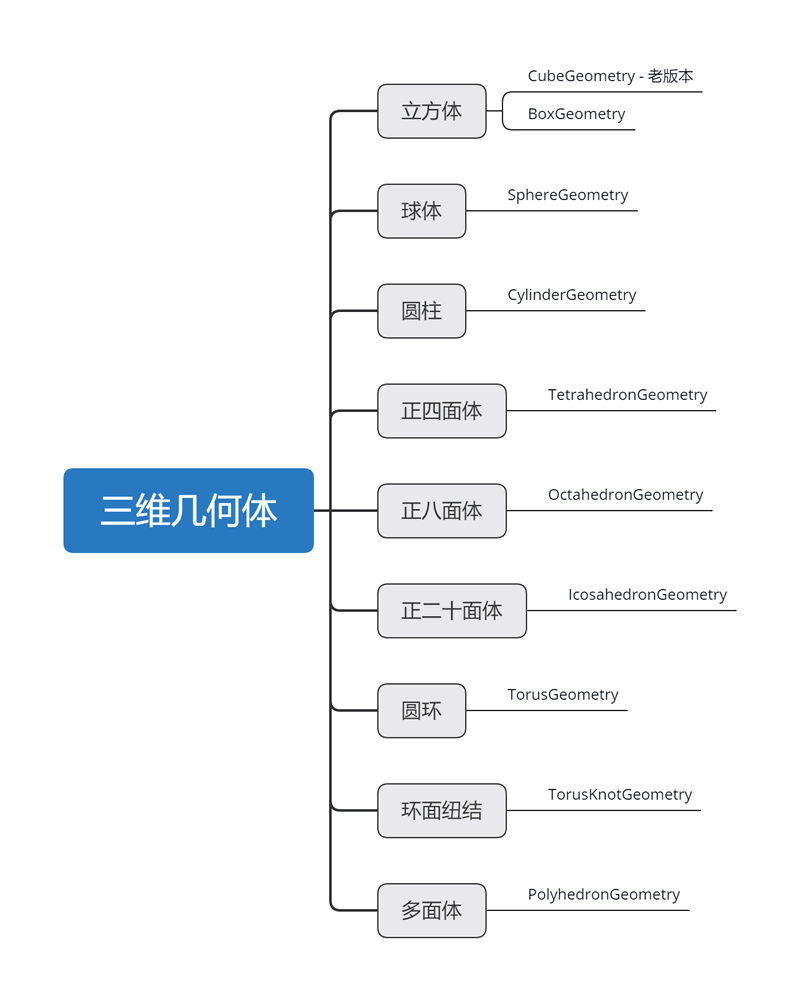 三维几何体
立方体
CubeGeometry - 老版本
BoxGeometry
球体
SphereGeometry
圆柱
CylinderGeometry
正四面体
TetrahedronGeometry
正八面体
OctahedronGeometry
正二十面体
IcosahedronGeometry
圆环
TorusGeometry
环面纽结
TorusKnotGeometry
多面体
PolyhedronGeometry